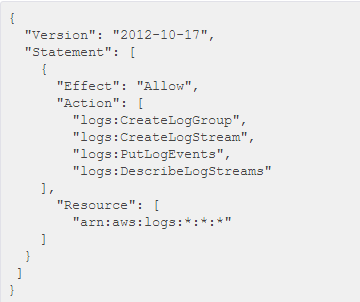 {
  "Version": "2012-10-17",
  "Statement": [
    {
      "Effect": "Allow",
      "Action": [
        "logs:CreateLogGroup",
        "logs:CreateLogStream",
        "logs:PutLogEvents",
        "logs:DescribeLogStreams"
    ],
      "Resource": [
        "arn:aws:logs:*:*:*"
    ]
  }
 ]
}